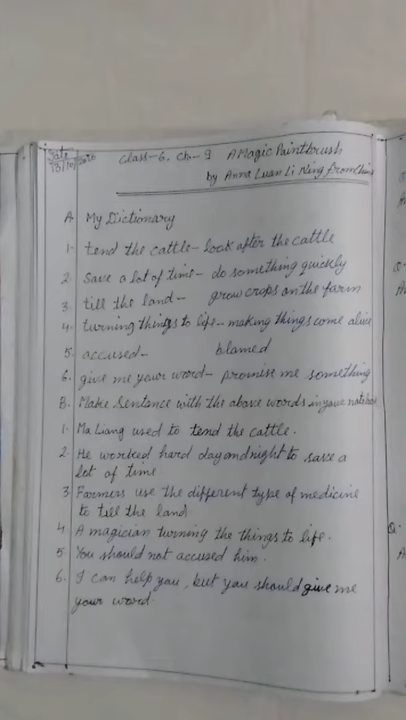 Date
13/10/2020
Class-6, Ch-9 A Magic Paintbrush
by Anna Luan Li Ning from China
A My Dictionary
1. tend the cattle- look after the cattle
2. Save a lot of time- do something quickly
3. till the land- grow crops on the farm
4. turning things to life- making things come alive
5. accused- blamed
6. give me your word- promise me something
B. Make Sentence with the above words in your note book
1. Ma Liang used to tend the cattle.
2. He worked hard day and night to save a
lot of time
3 Farmers use the different type of medicine
to till the land
4 A magician turning the things to life.
5 You should not accused him.
6. I can help you, but you should give me
your word.